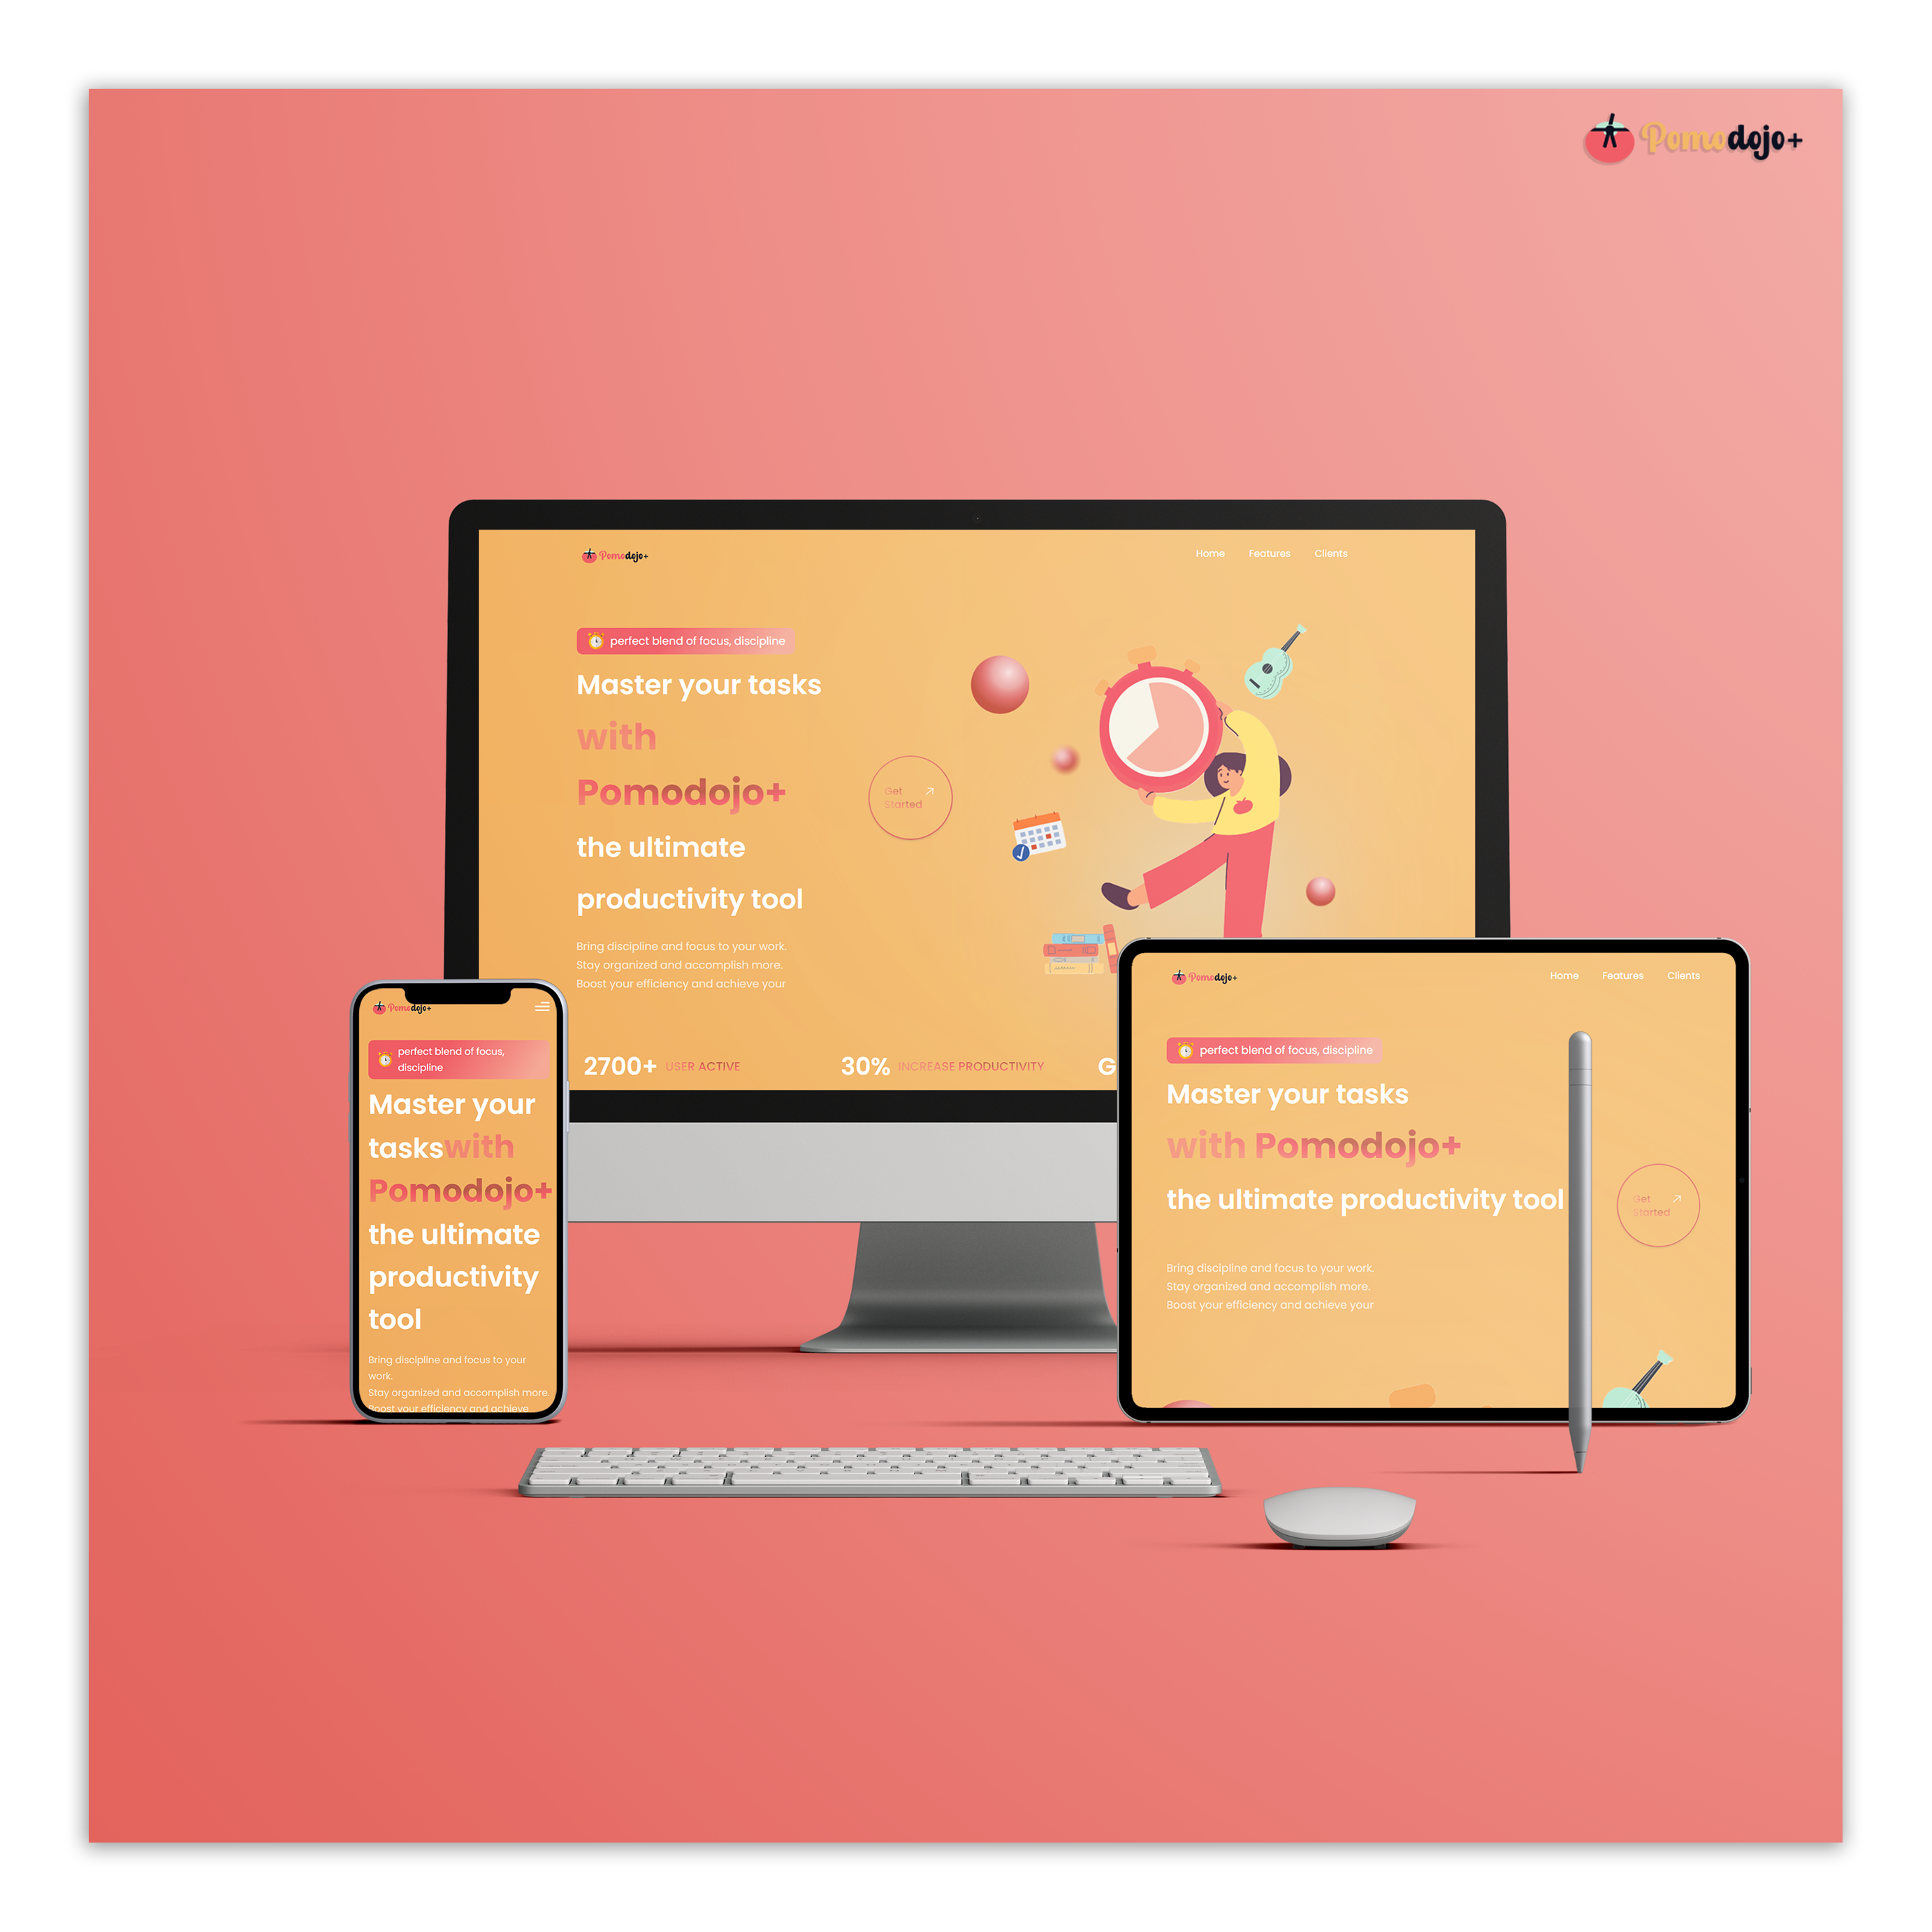 Pomodojo+
Pomodojo+
Home Features Clients
perfect blend of focus, discipline
Master your tasks
with
Pomodojo+
the ultimate
productivity tool
Get
Started
Bring discipline and focus to your work.
Stay organized and accomplish more.
Boost your efficiency and achieve your
2700+ USER ACTIVE
30% INCREASE PRODUCTIVITY
G
Pomodojo+
perfect blend of focus,
discipline
Master your
taskswith
Pomodojo+
the ultimate
productivity
tool
Bring discipline and focus to your
work.
Stay organized and accomplish more.
Boost your efficiency and achieve
Pomodojo+
Home Features Clients
perfect blend of focus, discipline
Master your tasks
with Pomodojo+
the ultimate productivity tool
Get
Started
Bring discipline and focus to your work.
Stay organized and accomplish more.
Boost your efficiency and achieve your